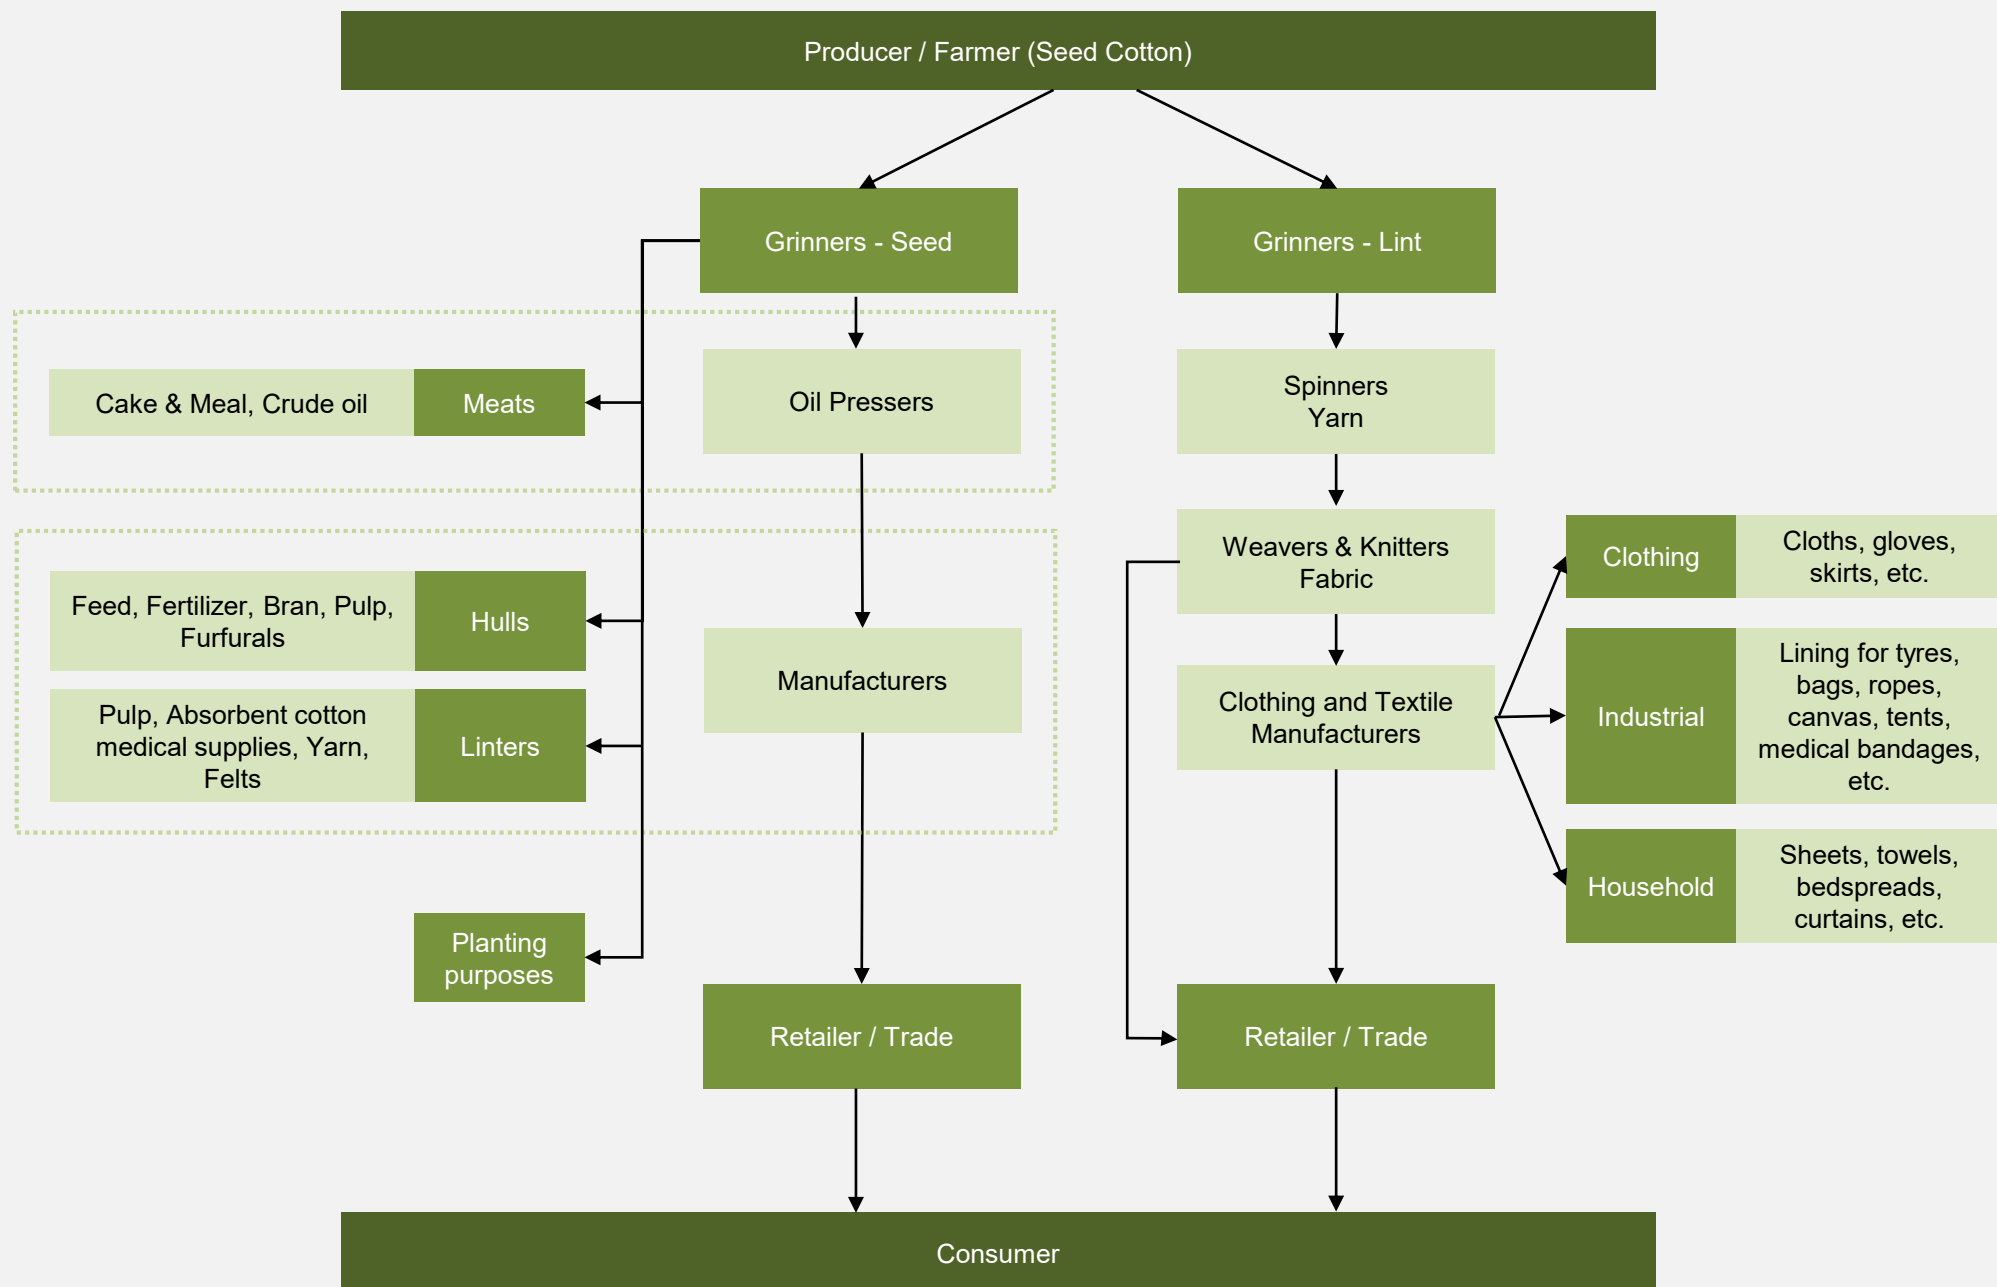 Producer / Farmer (Seed Cotton)
Grinners - Seed
Grinners - Lint
Cake & Meal, Crude oil
Meats
Oil Pressers
Spinners
Yarn
Feed, Fertilizer, Bran, Pulp,
Furfurals
Hulls
Pulp, Absorbent cotton
medical supplies, Yarn,
Felts
Linters
Manufacturers
Weavers & Knitters
Fabric
Clothing and Textile
Manufacturers
Clothing
Cloths, gloves,
skirts, etc.
Industrial
Lining for tyres,
bags, ropes,
canvas, tents,
medical bandages,
etc.
Household
Sheets, towels,
bedspreads,
curtains, etc.
Planting
purposes
Retailer / Trade
Retailer / Trade
Consumer